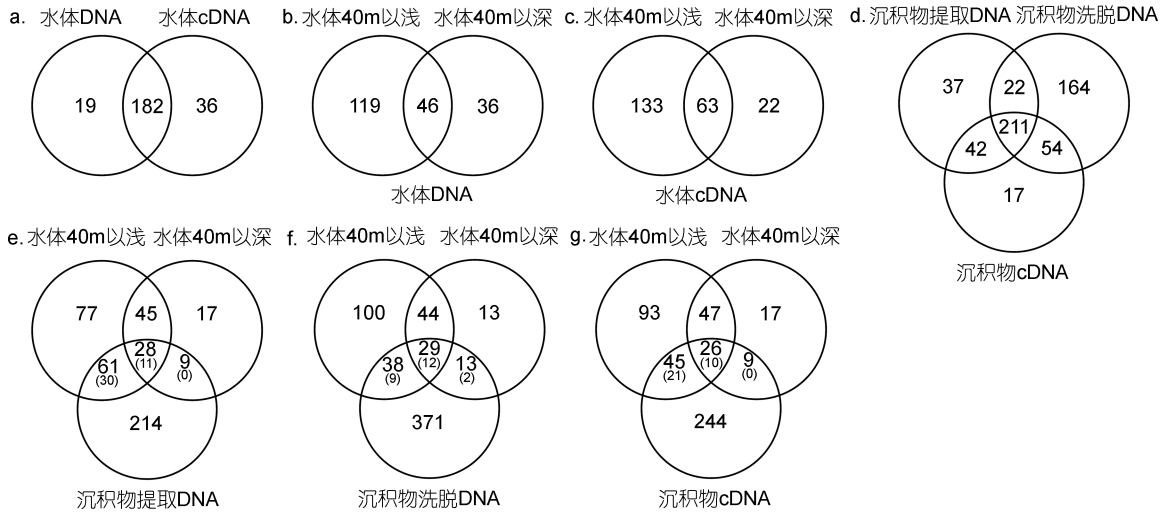 a. 水体DNA 水体cDNA
19 182 36
b. 水体40m以浅 水体40m以深
119 46 36
水体DNA
c. 水体40m以浅 水体40m以深
133 63 22
水体cDNA
d. 沉积物提取DNA 沉积物洗脱DNA
37 22 164
211
42 54
17
沉积物cDNA
e. 水体40m以浅 水体40m以深
77 45 17
28
(11)
61 9
(30) (0)
214
沉积物提取DNA
f. 水体40m以浅 水体40m以深
100 44 13
29
(12)
38 13
(9) (2)
371
沉积物洗脱DNA
g. 水体40m以浅 水体40m以深
93 47 17
26
(10)
45 9
(21) (0)
244
沉积物cDNA